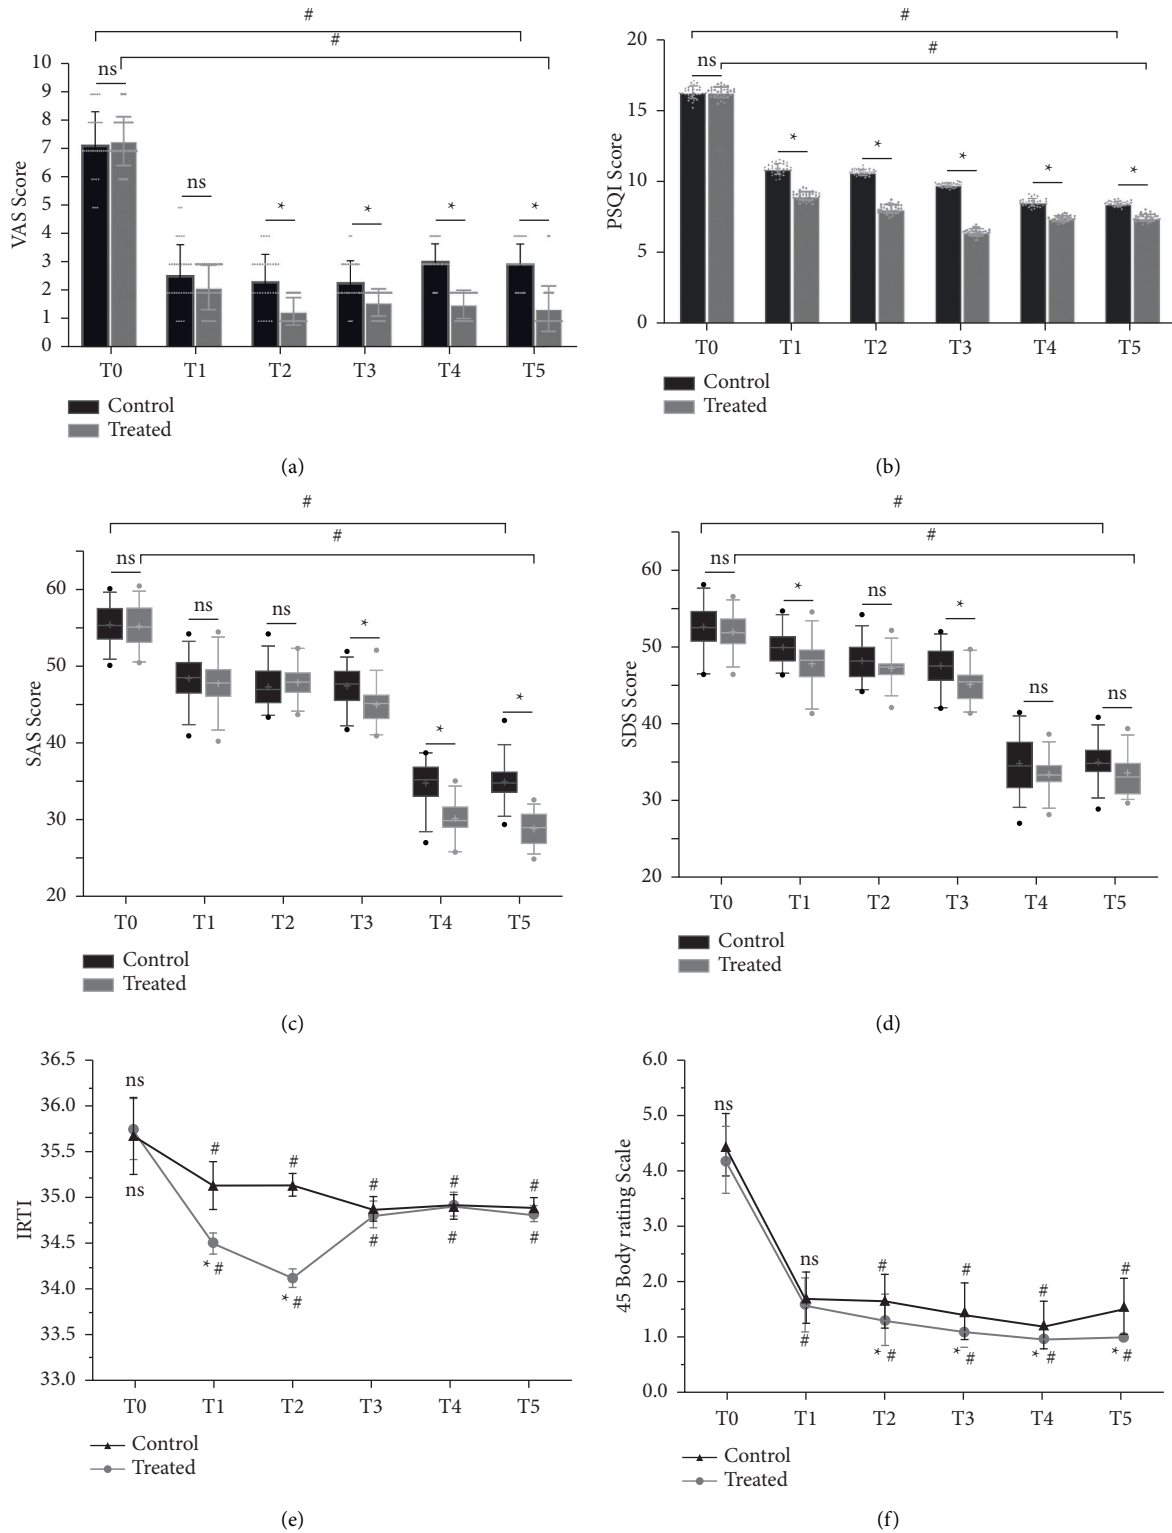 #
#
ns
ns
*
*
*
*
10
9
8
7
6
5
4
3
2
1
0
VAS Score
T0 T1 T2 T3 T4 T5
Control
Treated
(a)
#
#
ns
*
*
*
*
*
20
15
10
5
0
PSQI Score
T0 T1 T2 T3 T4 T5
Control
Treated
(b)
#
#
ns
ns
ns
*
*
*
60
50
40
30
20
SAS Score
T0 T1 T2 T3 T4 T5
Control
Treated
(c)
#
#
ns
*
ns
*
ns
ns
60
50
40
30
20
SDS Score
T0 T1 T2 T3 T4 T5
Control
Treated
(d)
36.5
36.0
35.5
35.0
34.5
34.0
33.5
33.0
IRTI
ns
ns
# # # # #
*# *# # # #
T0 T1 T2 T3 T4 T5
Control
Treated
(e)
6.0
5.0
4.0
3.0
2.0
1.0
0.0
45 Body rating Scale
ns
ns # # # #
# *# *# *# *#
T0 T1 T2 T3 T4 T5
Control
Treated
(f)